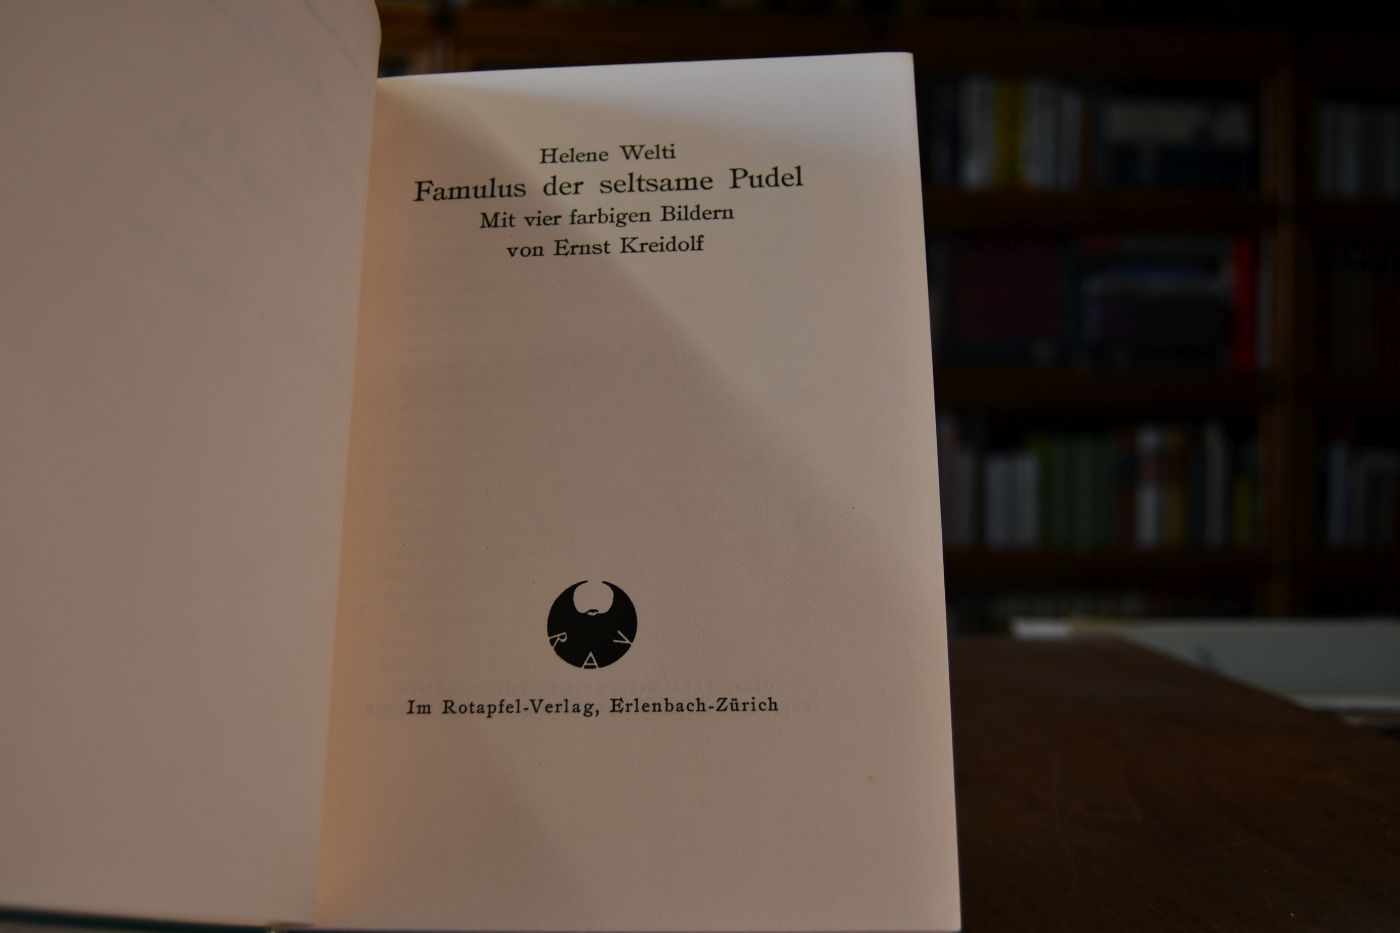 Helene Welti
Famulus der seltsame Pudel
Mit vier farbigen Bildern
von Ernst Kreidolf
R A V
Im Rotapfel-Verlag, Erlenbach-Zürich